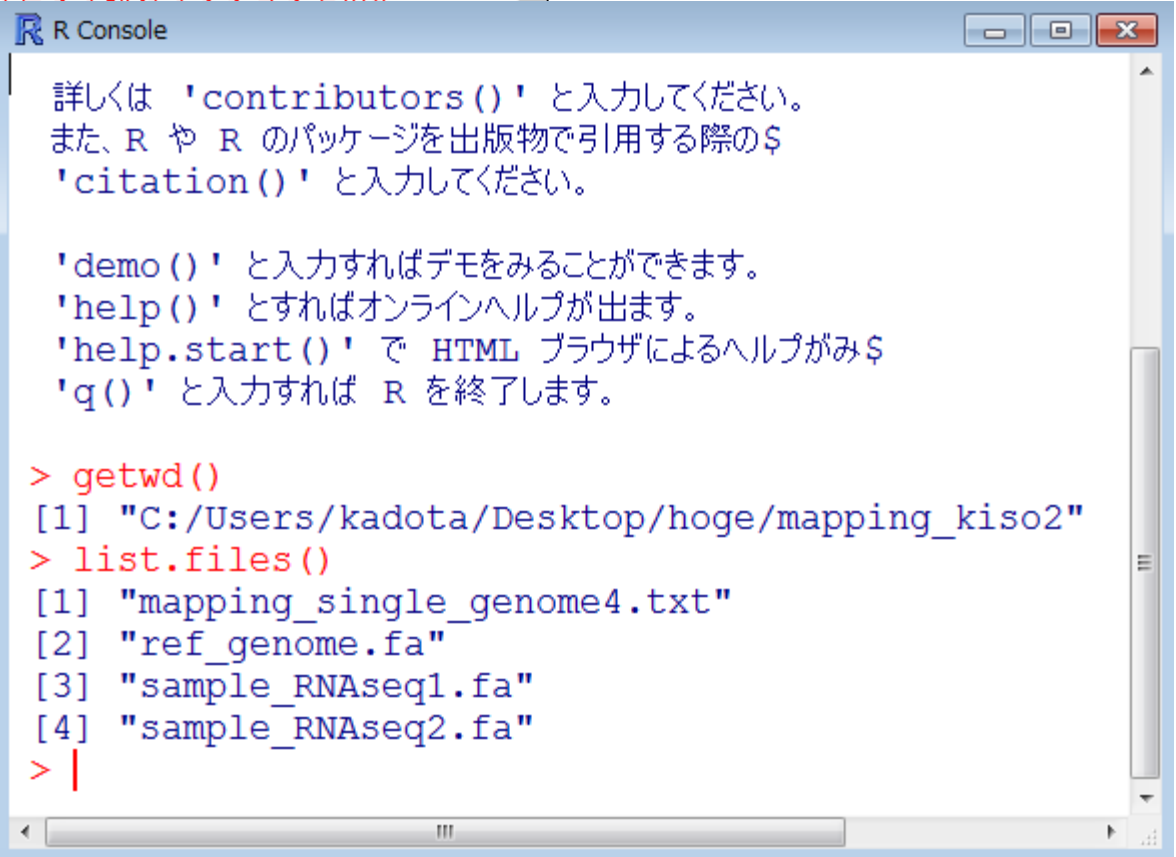 R Console
詳しくは 'contributors()' と入力してください。
また、R や R のパッケージを出版物で引用する際の$
'citation()' と入力してください。
'demo()' と入力すればデモをみることができます。
'help()' とすればオンラインヘルプが出ます。
'help.start()' で HTML ブラウザによるヘルプがみ$
'q()' と入力すれば R を終了します。
> getwd()
[1] "C:/Users/kadota/Desktop/hoge/mapping_kiso2"
> list.files()
[1] "mapping_single_genome4.txt"
[2] "ref_genome.fa"
[3] "sample_RNAseq1.fa"
[4] "sample_RNAseq2.fa"
>